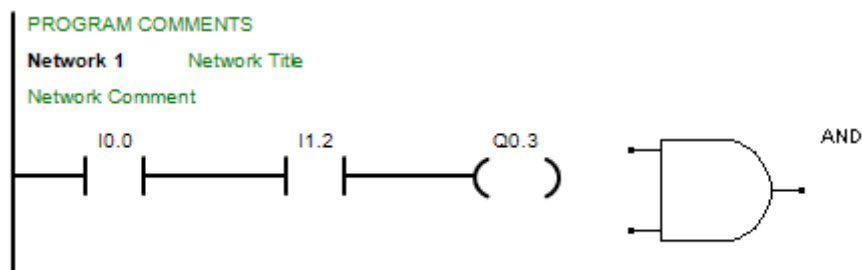 PROGRAM COMMENTS
Network 1 Network Title
Network Comment
I0.0 I1.2 Q0.3 AND